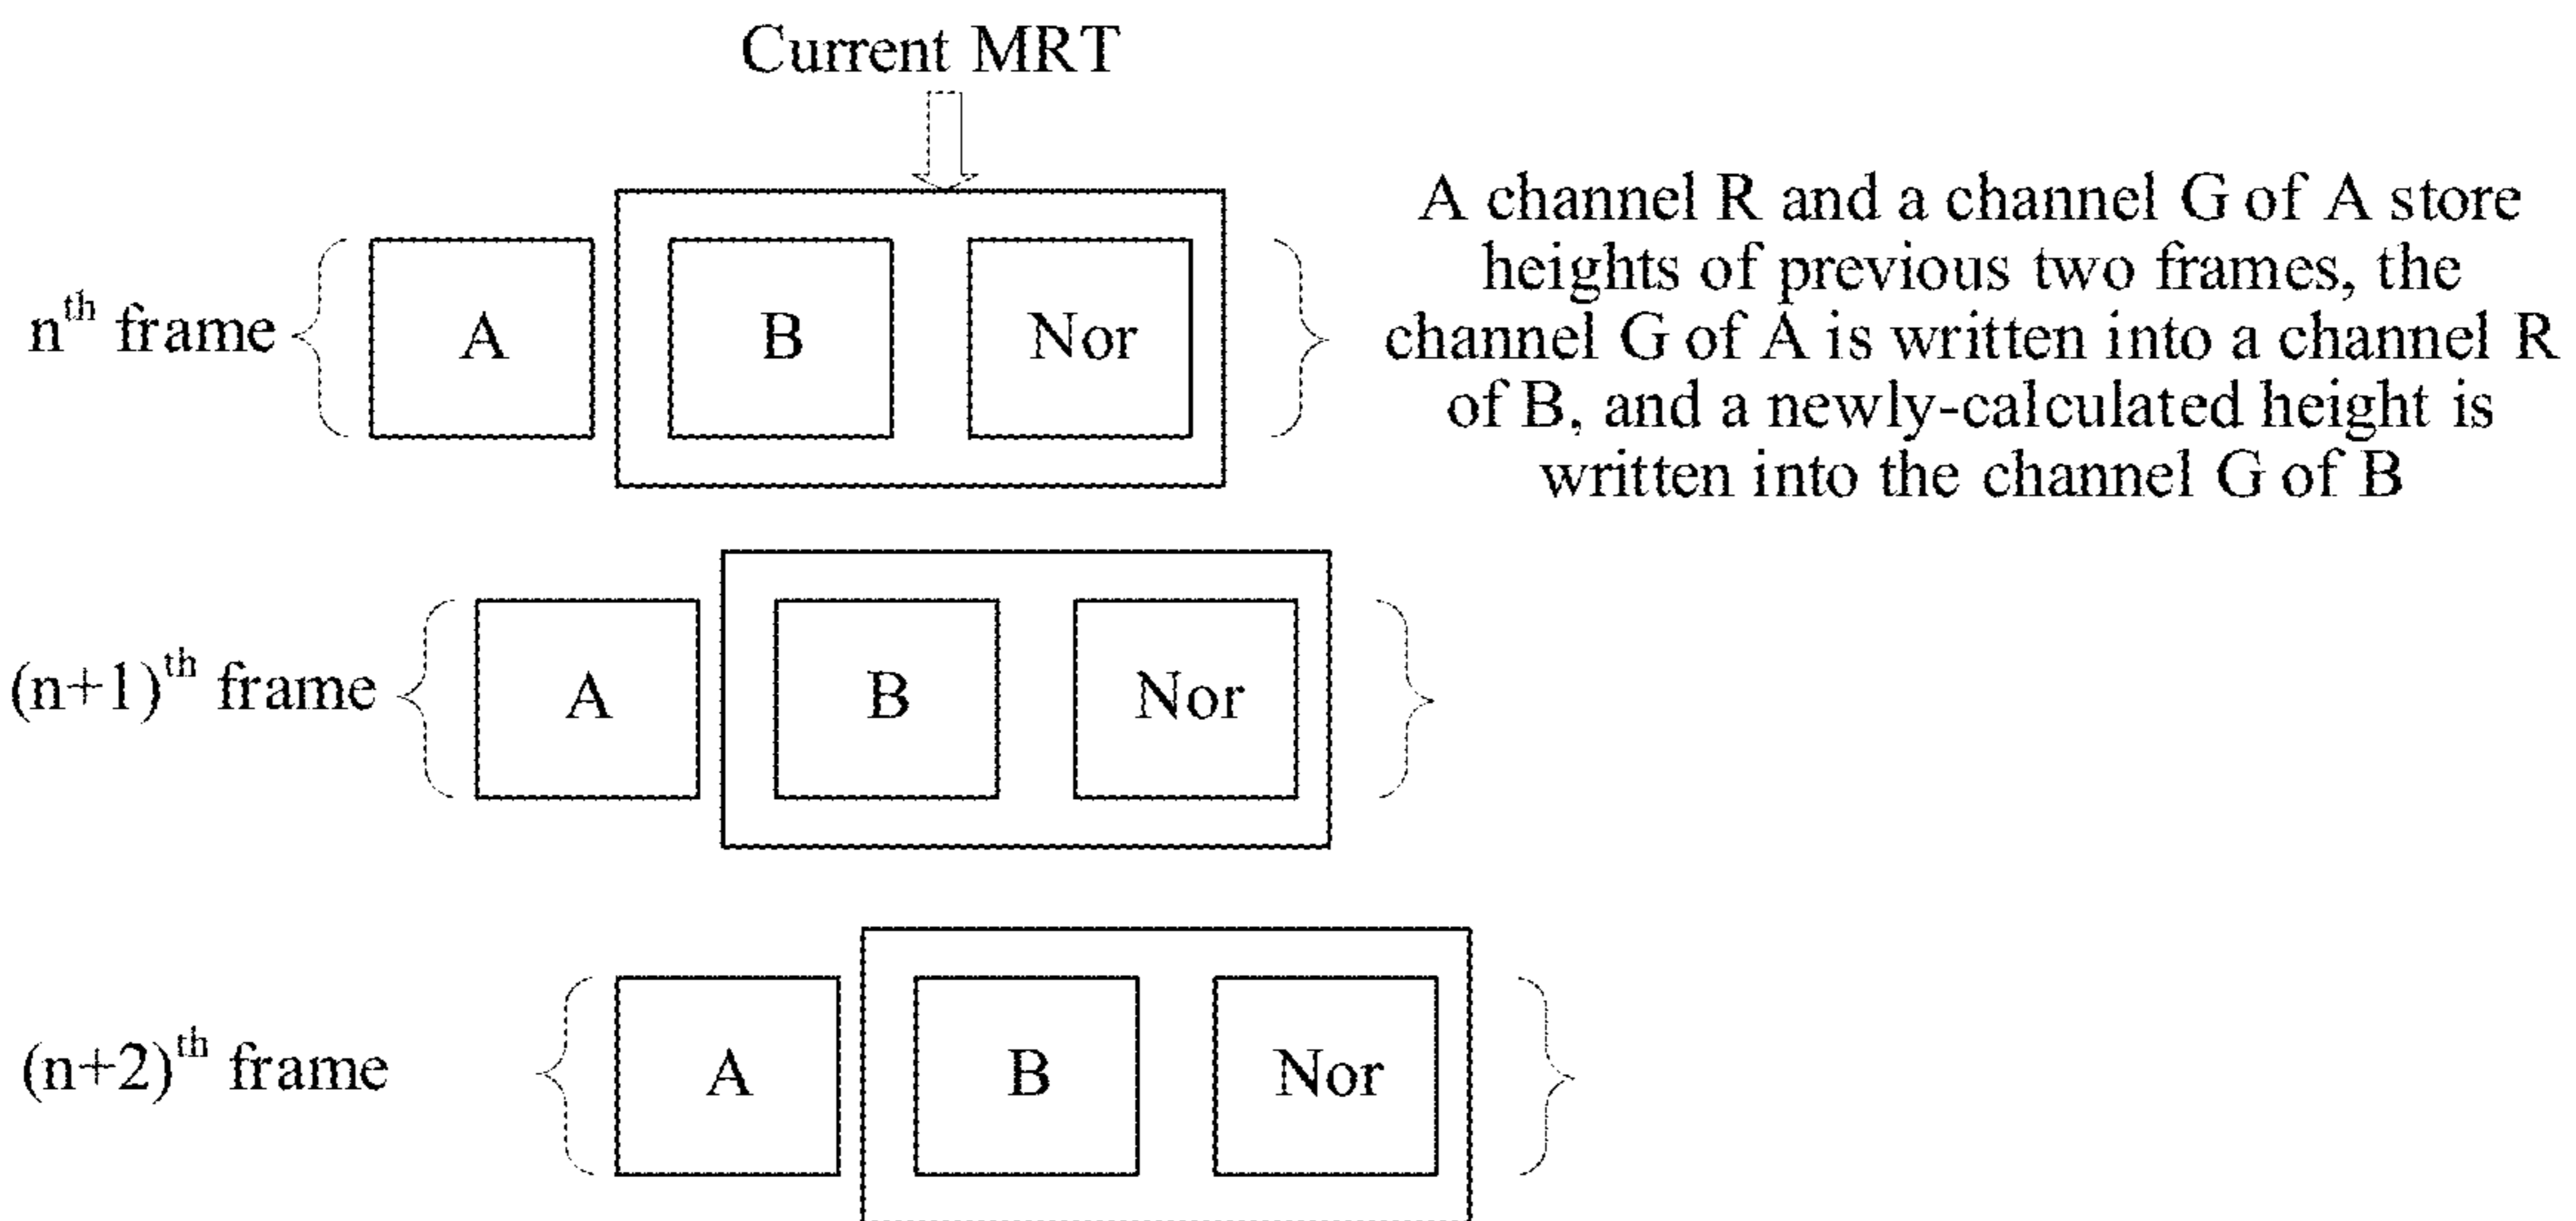 Current MRT
A channel R and a channel G of A store
heights of previous two frames, the
channel G of A is written into a channel R
of B, and a newly-calculated height is
written into the channel G of B
nth frame
A
B
Nor
(n+1)th frame
A
B
Nor
(n+2)th frame
A
B
Nor